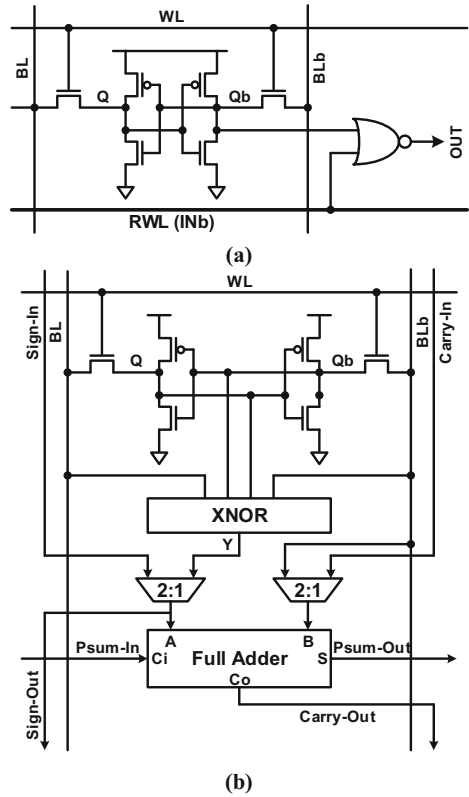 WL
BL
Q
Qb
BLb
OUT
RWL (INb)
(a)
Sign-In
BL
WL
BLb
Carry-In
Q
Qb
XNOR
Y
2:1
2:1
A
B
Psum-In
Ci
Full Adder
S
Psum-Out
Co
Sign-Out
Carry-Out
(b)